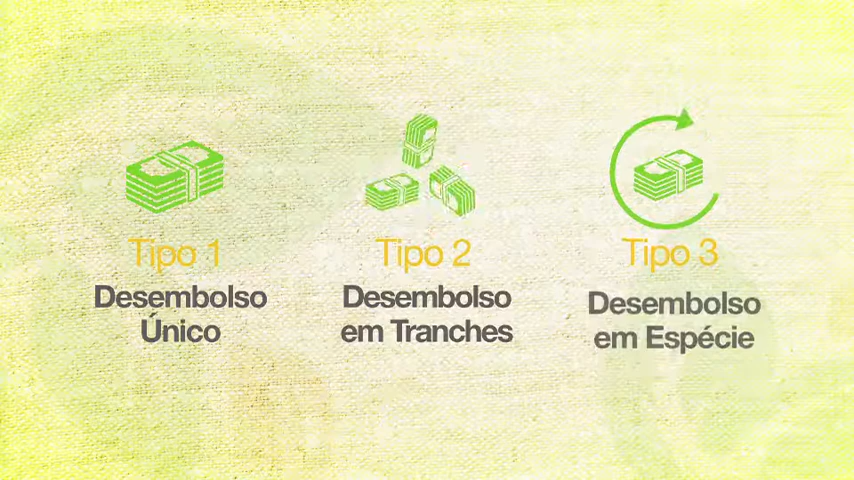 Tipo 1
Desembolso
Único
Tipo 2
Desembolso
em Tranches
Tipo 3
Desembolso
em Espécie